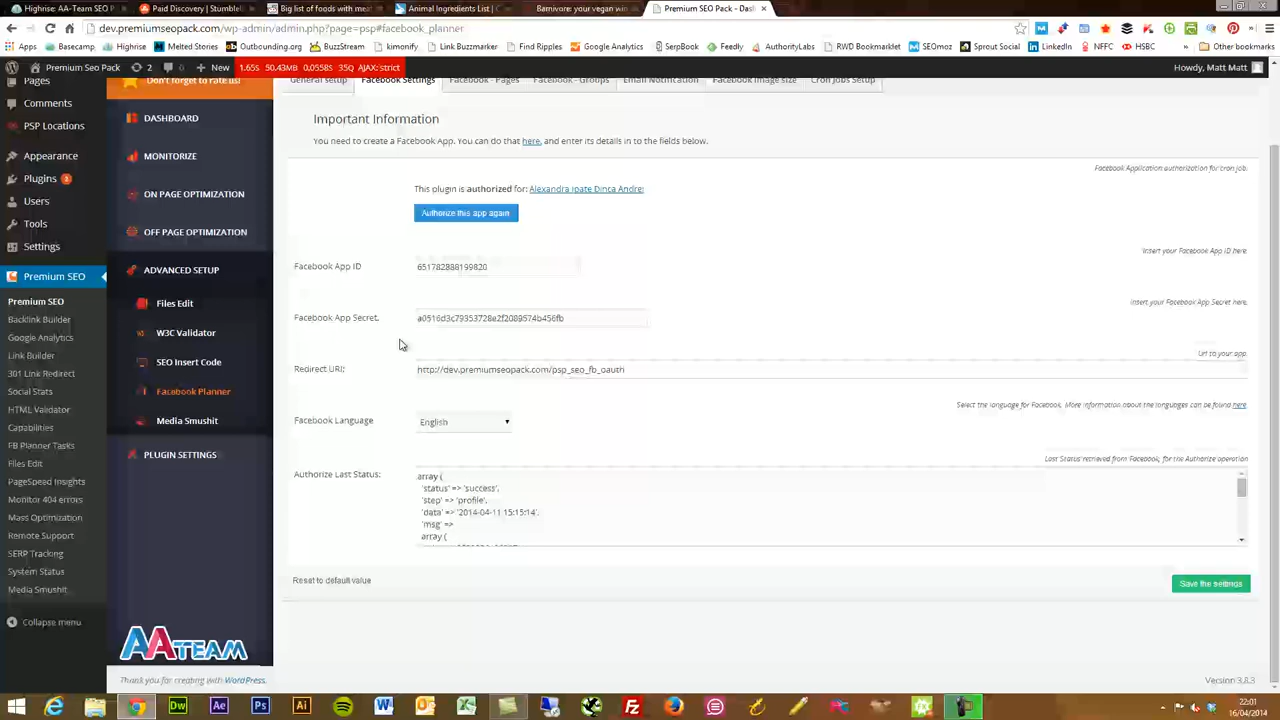 Highrise: AA-Team SEO P
Paid Discovery | Stumbl
Big list of foods with me
Animal Ingredients List |
Barnivore: your vegan win
Premium SEO Pack - Das
dev.premiumseopack.com/wp-admin/admin.php?page=psp#facebook_planner
Apps Basecamp Highrise Melted Stories Outbounding.org BuzzStream kimonify Link Buzzmarker Find Ripples Google Analytics SerpBook Feedly AuthorityLabs RWD Bookmarklet SEOmoz Sprout Social LinkedIn NIFFC HSBC » Other bookmarks
Premium SEO Pack 2 0 + New 1.65s 50.43MB 0.0558s 35Q AJAX: strict Howdy, Matt Matt
Pages
Comments
PSP Locations
Appearance
Plugins
Users
Tools
Settings
Premium SEO
Premium SEO
Backlink Builder
Google Analytics
Link Builder
301 Link Redirect
Social Stats
HTML Validator
Capabilities
FB Planner Tasks
Files Edit
PageSpeed Insights
Monitor 404 errors
Mass Optimization
Remote Support
SERP Tracking
System Status
Media Smushit
Collapse menu
Don't forget to rate us!
DASHBOARD
MONITORIZE
ON PAGE OPTIMIZATION
OFF PAGE OPTIMIZATION
ADVANCED SETUP
Files Edit
W3C Validator
SEO Insert Code
Facebook Planner
Media Smushit
PLUGIN SETTINGS
AATEAM
General setup Facebook Settings Facebook - Pages Facebook - Groups Email Notification Facebook Image size Cron Jobs Setup
Important Information
You need to create a Facebook App. You can do that here, and enter its details in to the fields below.
Facebook Application authorization for cron job.
This plugin is authorized for: Alexandra Ipate Dinca Andrei
Authorize this app again
Insert your Facebook App ID here.
Facebook App ID 651782888199820
Insert your Facebook App Secret here.
Facebook App Secret: a0516d3c79353728e2f2089574b456fb
Url to your app.
Redirect URI: http://dev.premiumseopack.com/psp_seo_fb_oauth
Select the language for Facebook. More information about the languages can be found here
Facebook Language English
Last Status retrieved from Facebook, for the Authorize operation
Authorize Last Status: array (
'status' => 'success',
'step' => 'profile',
'data' => '2014-04-11 15:15:14',
'msg' =>
array (
Reset to default value
Save the settings
Thank you for creating with WordPress.
Version 3.8.3
22:01
16/04/2014